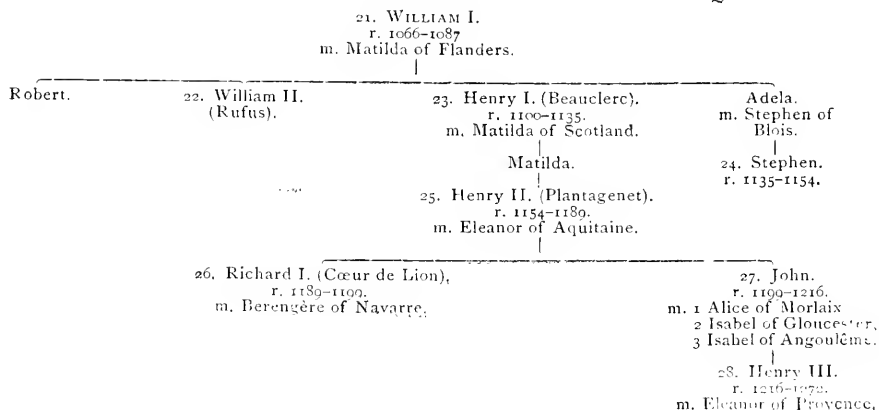 21. WILLIAM I.
r. 1066–1087
m. Matilda of Flanders.
Robert.
22. William II.
(Rufus).
23. Henry I. (Beauclerc).
r. 1100–1135.
m. Matilda of Scotland.
Adela.
m. Stephen of
Blois.
Matilda.
24. Stephen.
r. 1135–1154.
25. Henry II. (Plantagenet).
r. 1154–1189.
m. Eleanor of Aquitaine.
26. Richard I. (Cœur de Lion),
r. 1189–1199.
m. Berengère of Navarre,
27. John.
r. 1199–1216.
m. 1 Alice of Morlaix
2 Isabel of Gloucester,
3 Isabel of Angoulême.
28. Henry III.
r. 1216–1272.
m. Eleanor of Provence,